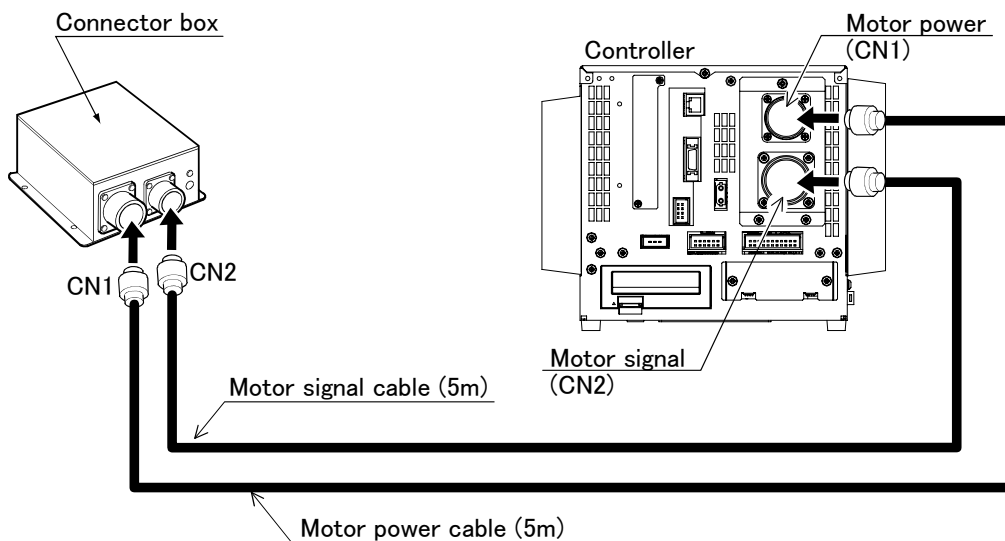 Connector box
Motor power
(CN1)
Controller
CN1
CN2
Motor signal
(CN2)
Motor signal cable (5m)
Motor power cable (5m)